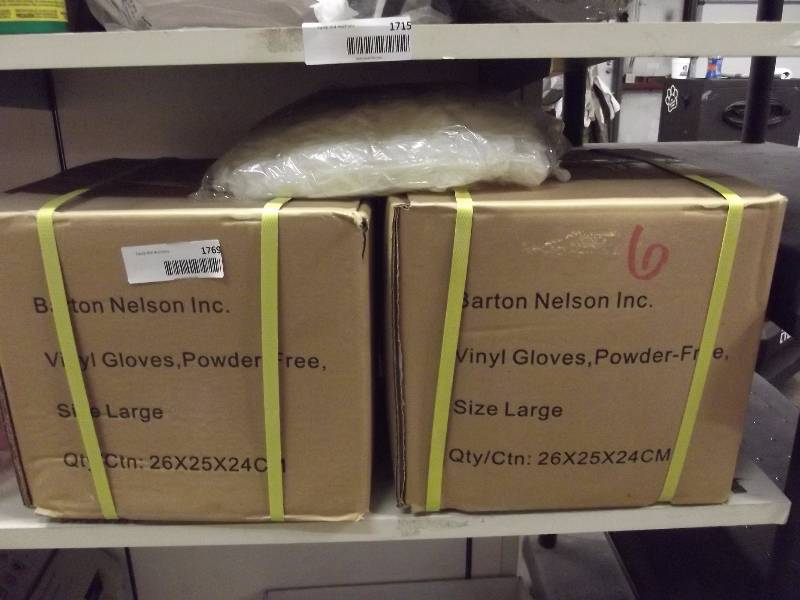 1715
1769
6
Barton Nelson Inc.
Vinyl Gloves,Powder-Free,
Size Large
Qty/Ctn: 26X25X24CM
Barton Nelson Inc.
Vinyl Gloves,Powder-Free,
Size Large
Qty/Ctn: 26X25X24CM